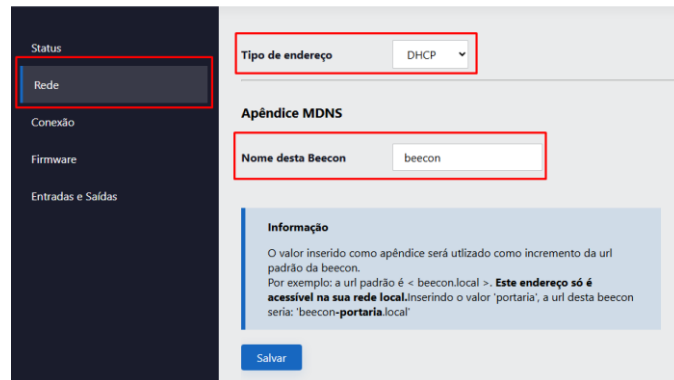 Status
Rede
Conexão
Firmware
Entradas e Saídas
Tipo de endereço DHCP
Apêndice MDNS
Nome desta Beecon beecon
Informação
O valor inserido como apêndice será utlizado como incremento da url
padrão da beecon.
Por exemplo: a url padrão é < beecon.local >. Este endereço só é
acessível na sua rede local.Inserindo o valor 'portaria', a url desta beecon
seria: 'beecon-portaria.local'
Salvar